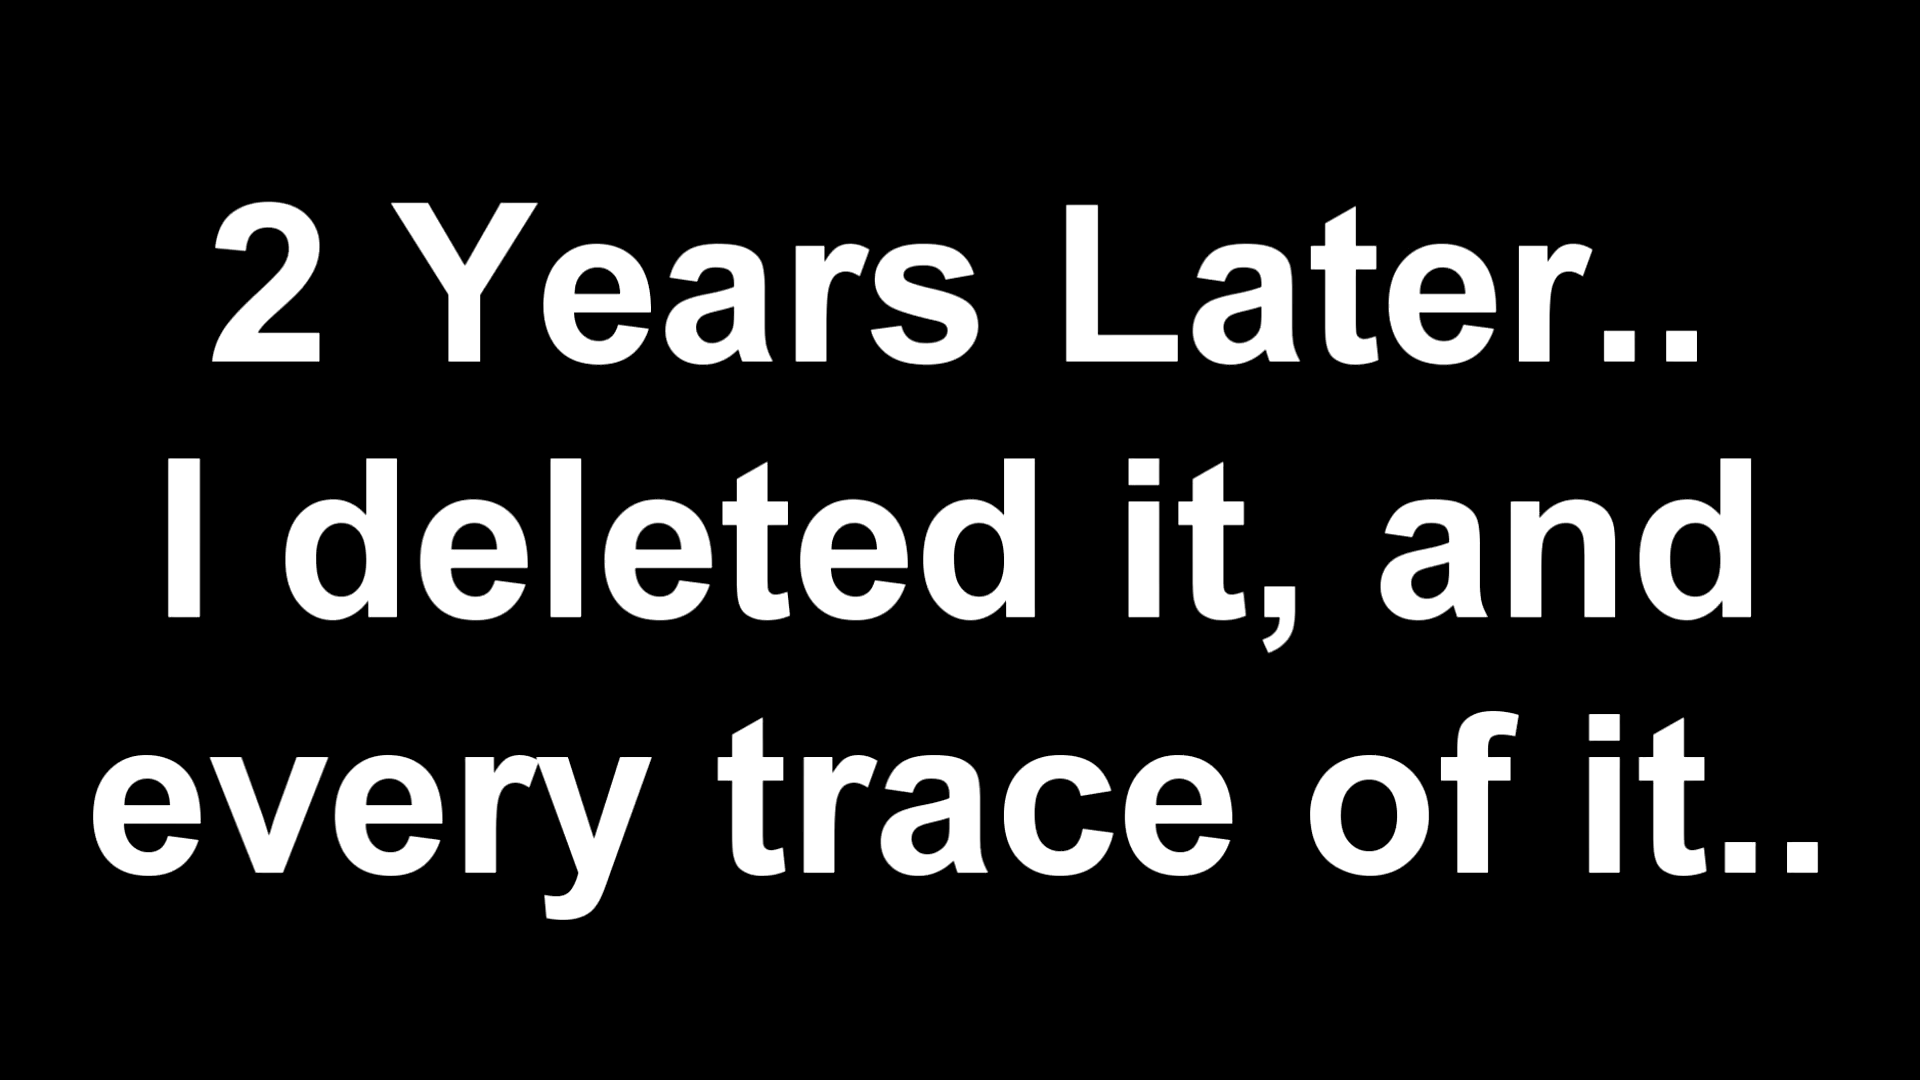 2 Years Later..
I deleted it, and
every trace of it..